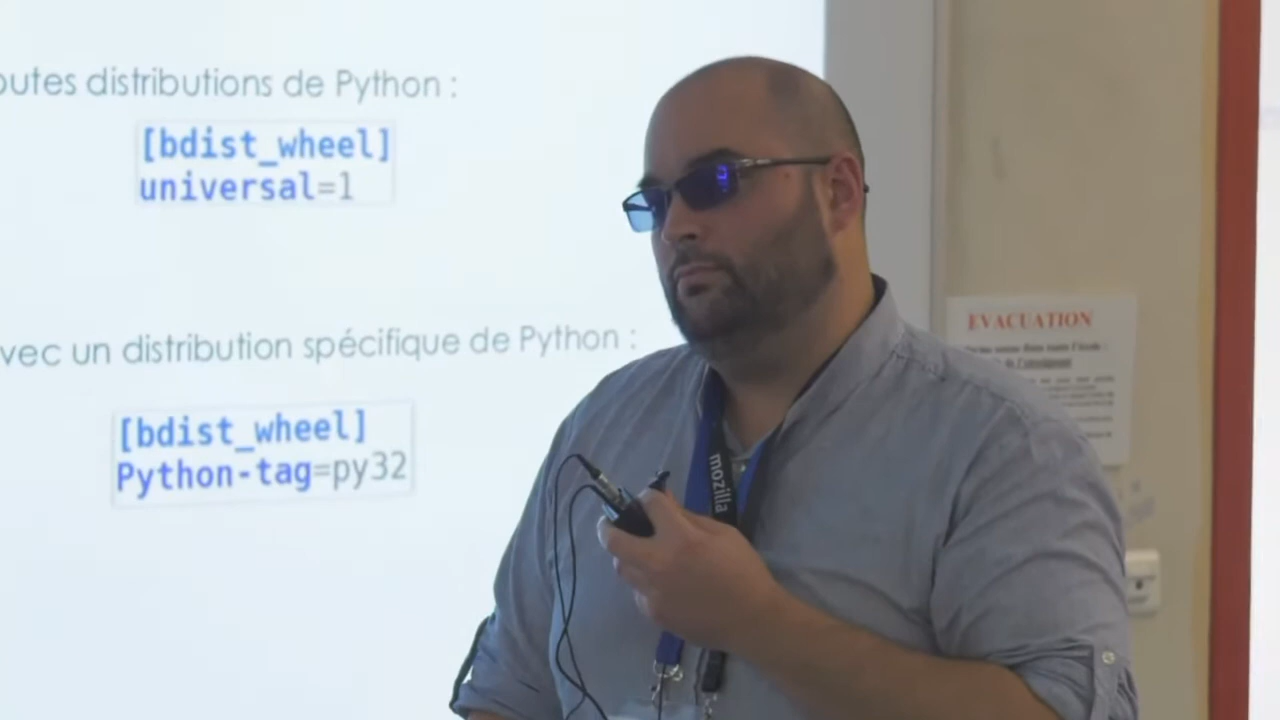 outes distributions de Python :
[bdist_wheel]
universal=1
vec un distribution spécifique de Python :
[bdist_wheel]
Python-tag=py32
mozilla
EVACUATION